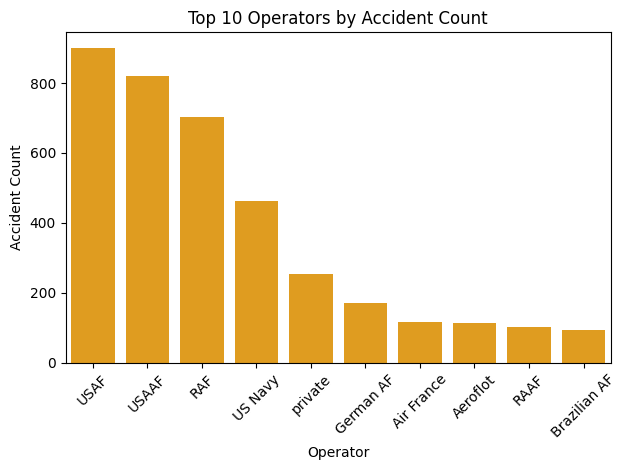 Top 10 Operators by Accident Count
Accident Count
800
600
400
200
0
USAF
USAAF
RAF
US Navy
private
German AF
Air France
Aeroflot
RAAF
Brazilian AF
Operator